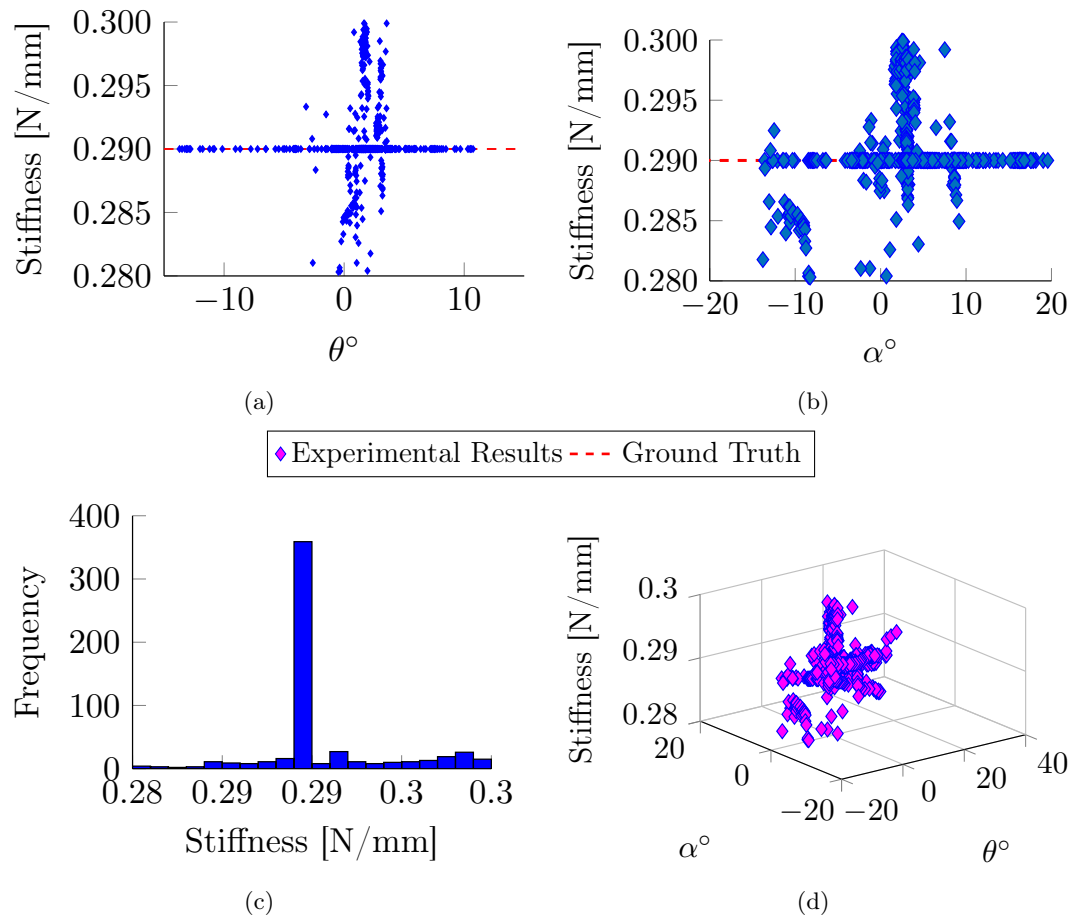 0.300
0.295
0.290
0.285
0.280
Stiffness [N/mm]
−10
0
10
θ°
(a)
0.300
0.295
0.290
0.285
0.280
Stiffness [N/mm]
−20
−10
0
10
20
α°
(b)
Experimental Results
Ground Truth
400
300
200
100
0
Frequency
0.28
0.29
0.29
0.3
0.3
Stiffness [N/mm]
(c)
0.3
0.29
0.28
Stiffness [N/mm]
20
0
−20
α°
−20
0
20
40
θ°
(d)